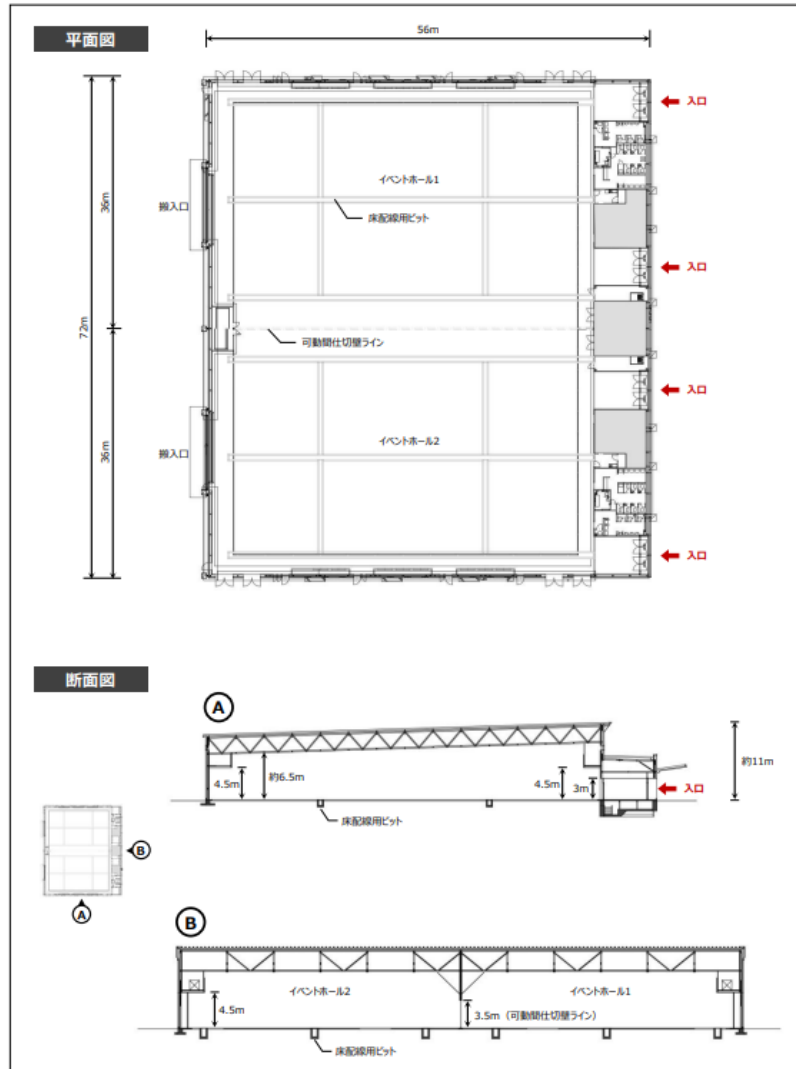 平面図
56m
入口
イベントホール1
搬入口
36m
床配線用ピット
入口
72m
可動間仕切壁ライン
入口
36m
搬入口
イベントホール2
入口
断面図
A
約11m
4.5m
約6.5m
4.5m
3m
入口
床配線用ピット
B
A
B
イベントホール2
イベントホール1
4.5m
3.5m（可動間仕切壁ライン）
床配線用ピット